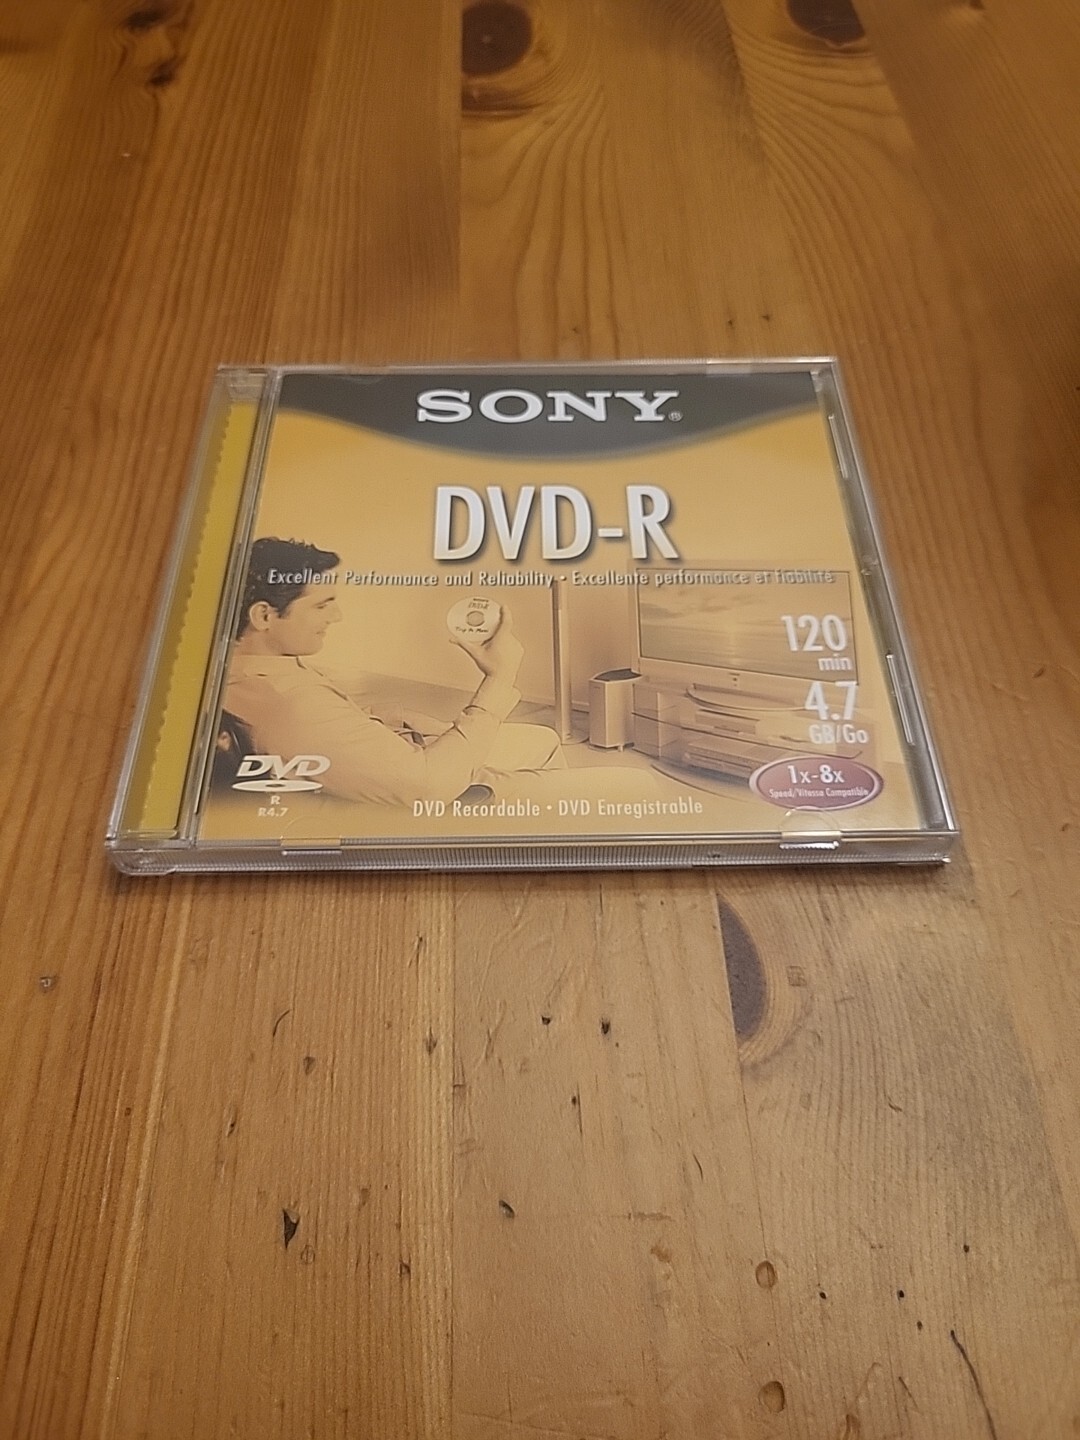 SONY®
DVD-R
Excellent Performance and Reliability • Excellente performance et fiabilité
120
min
4.7
GB/Go
1x-8x
Speed/Vitesse Compatible
DVD
R
R4.7
DVD Recordable • DVD Enregistrable